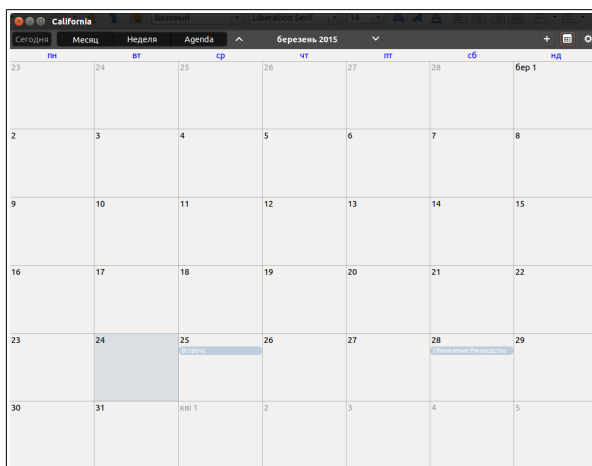 California
базовый Liberation Serif 14
Сегодня Месяц Неделя Agenda березень 2015
пн вт ср чт пт сб нд
23 24 25 26 27 28 бер 1
2 3 4 5 6 7 8
9 10 11 12 13 14 15
16 17 18 19 20 21 22
23 24 25 26 27 28 29
Встреча Обновление Руководства
30 31 кві 1 2 3 4 5